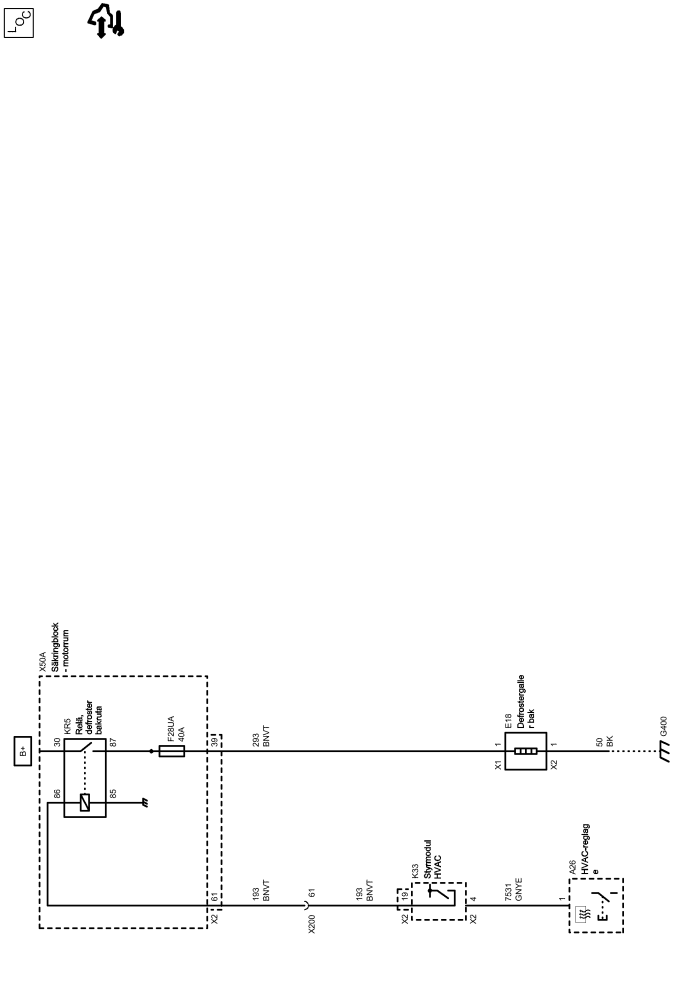 LOC
X50A
Säkringblock
- motorrum
B+
30
KR5
Relä,
defroster
bakruta
87
86
85
F28UA
40A
39
293
BNVT
X2
61
193
BNVT
X200
61
193
BNVT
X2
19
K33
Styrmodul
HVAC
X2
4
7531
GNYE
1
A26
HVAC-reglag
e
X1
1
E18
Defrostergalle
r bak
X2
1
50
BK
G400